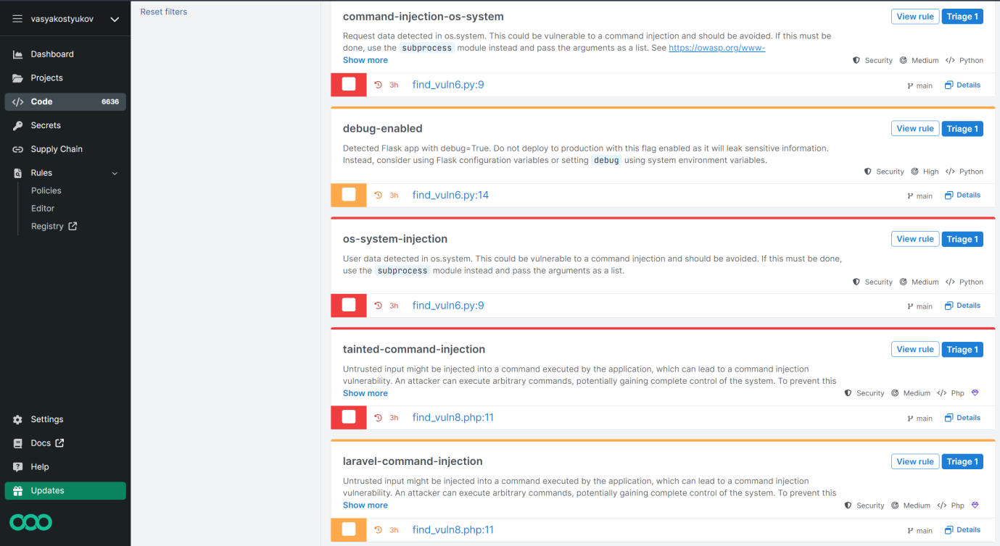 vasyakostyukov
Dashboard
Projects
Code 6636
Secrets
Supply Chain
Rules
Policies
Editor
Registry
Settings
Docs
Help
Updates
Reset filters
command-injection-os-system
View rule Triage 1
Request data detected in os.system. This could be vulnerable to a command injection and should be avoided. If this must be
done, use the subprocess module instead and pass the arguments as a list. See https://owasp.org/www-
Show more
Security Medium Python
3h find_vuln6.py:9 main Details
debug-enabled
View rule Triage 1
Detected Flask app with debug=True. Do not deploy to production with this flag enabled as it will leak sensitive information.
Instead, consider using Flask configuration variables or setting debug using system environment variables.
Security High Python
3h find_vuln6.py:14 main Details
os-system-injection
View rule Triage 1
User data detected in os.system. This could be vulnerable to a command injection and should be avoided. If this must be done,
use the subprocess module instead and pass the arguments as a list.
Security Medium Python
3h find_vuln6.py:9 main Details
tainted-command-injection
View rule Triage 1
Untrusted input might be injected into a command executed by the application, which can lead to a command injection
vulnerability. An attacker can execute arbitrary commands, potentially gaining complete control of the system. To prevent this
Show more
Security Medium Php
3h find_vuln8.php:11 main Details
laravel-command-injection
View rule Triage 1
Untrusted input might be injected into a command executed by the application, which can lead to a command injection
vulnerability. An attacker can execute arbitrary commands, potentially gaining complete control of the system. To prevent this
Show more
Security Medium Php
3h find_vuln8.php:11 main Details